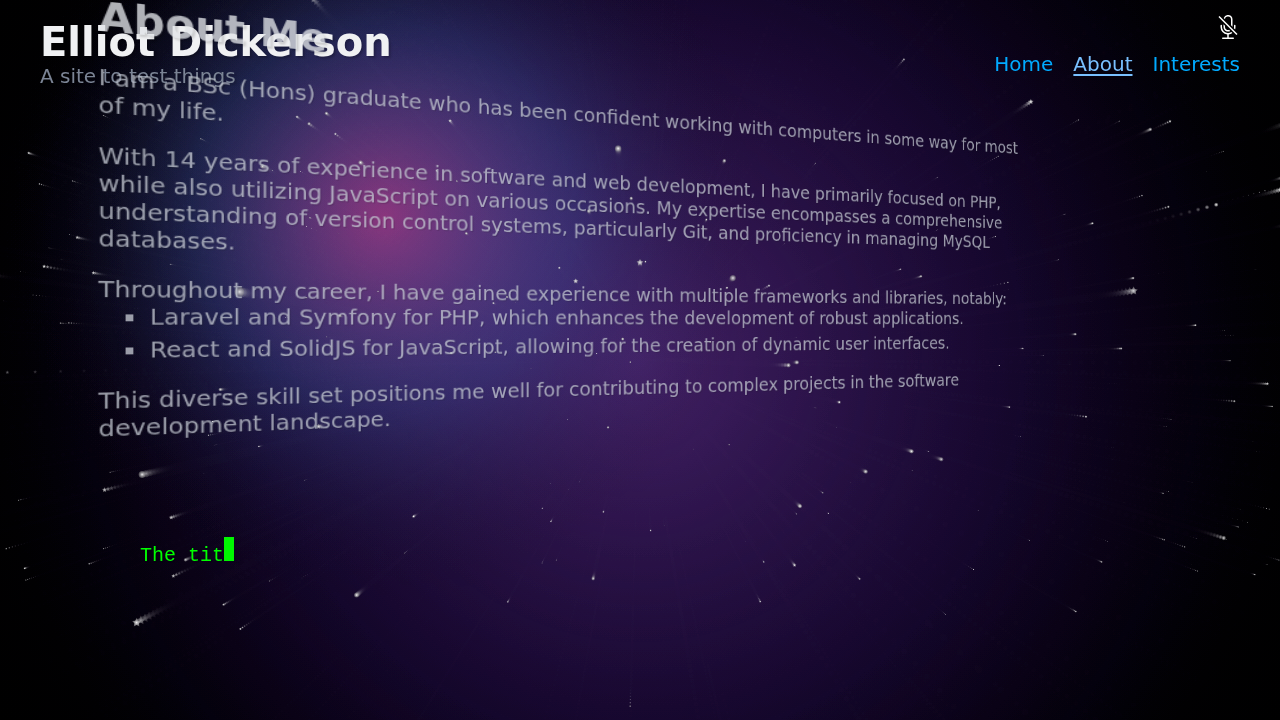 About Me
Elliot Dickerson
A site to test things
Home About Interests
I am a BSc (Hons) graduate who has been confident working with computers in some way for most
of my life.
With 14 years of experience in software and web development, I have primarily focused on PHP,
while also utilizing JavaScript on various occasions. My expertise encompasses a comprehensive
understanding of version control systems, particularly Git, and proficiency in managing MySQL
databases.
Throughout my career, I have gained experience with multiple frameworks and libraries, notably:
▪ Laravel and Symfony for PHP, which enhances the development of robust applications.
▪ React and SolidJS for JavaScript, allowing for the creation of dynamic user interfaces.
This diverse skill set positions me well for contributing to complex projects in the software
development landscape.
The tit